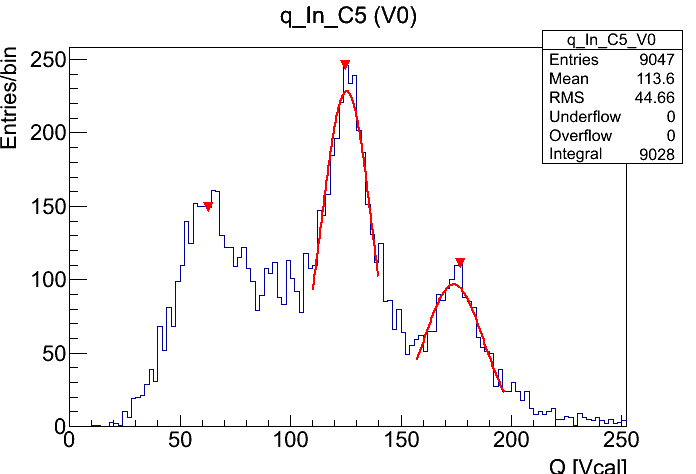 q_In_C5 (V0)
q_In_C5_V0
Entries 9047
Mean 113.6
RMS 44.66
Underflow 0
Overflow 0
Integral 9028
Entries/bin
250
200
150
100
50
0
0 50 100 150 200 250
Q [Vcal]